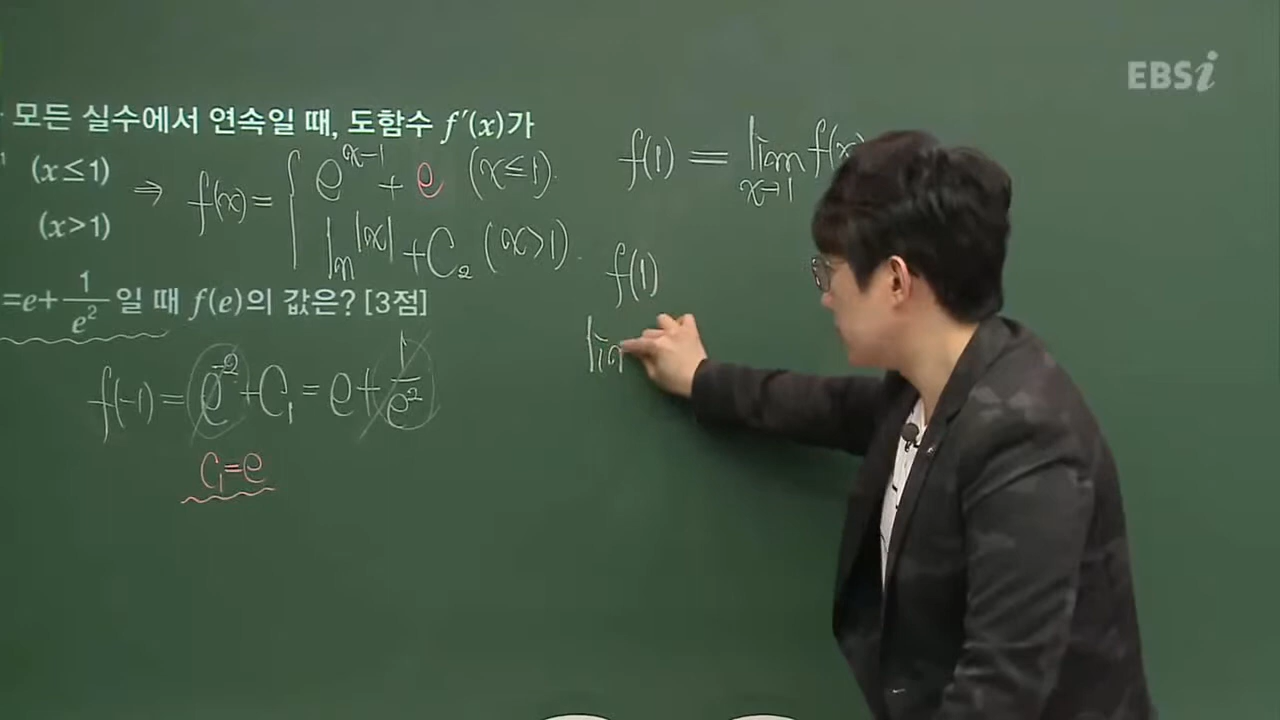 EBSi
모든 실수에서 연속일 때, 도함수 f′(x)가
1 (x≤1) ⇒ f(x)= { e^{x-1} + e (x≤1).
(x>1) ln|x| + C₂ (x>1).
=e+1/e² 일 때 f(e)의 값은? [3점]
f(-1) = e^{-2} + C₁ = e + 1/e²
C₁=e
f(1) = lim_{x→1} f(x)
f(1)
lim